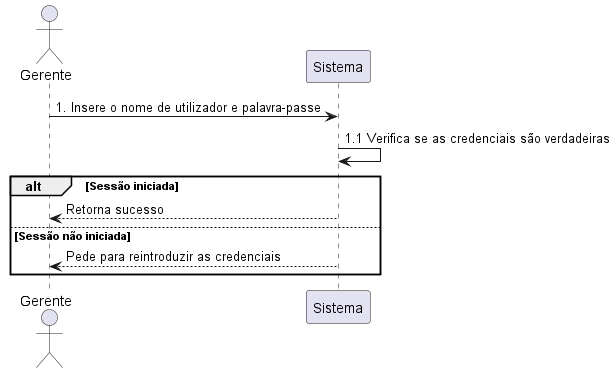 Gerente
Sistema
1. Insere o nome de utilizador e palavra-passe
1.1 Verifica se as credenciais são verdadeiras
alt [Sessão iniciada]
Retorna sucesso
[Sessão não iniciada]
Pede para reintroduzir as credenciais
Gerente
Sistema